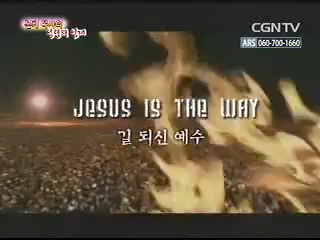 CGNTV
ARS 060-700-1660
JESUS IS THE WAY
길 되신 예수